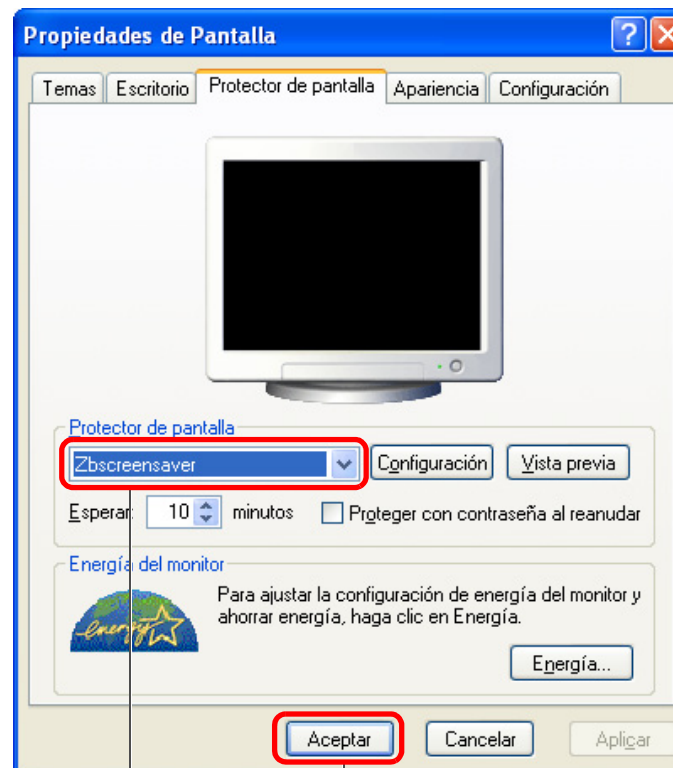 Propiedades de Pantalla
Temas Escritorio Protector de pantalla Apariencia Configuración
Protector de pantalla
Zbscreensaver Configuración Vista previa
Esperar: 10 minutos Proteger con contraseña al reanudar
Energía del monitor
Para ajustar la configuración de energía del monitor y
ahorrar energía, haga clic en Energía.
energy
Energía...
Aceptar Cancelar Aplicar